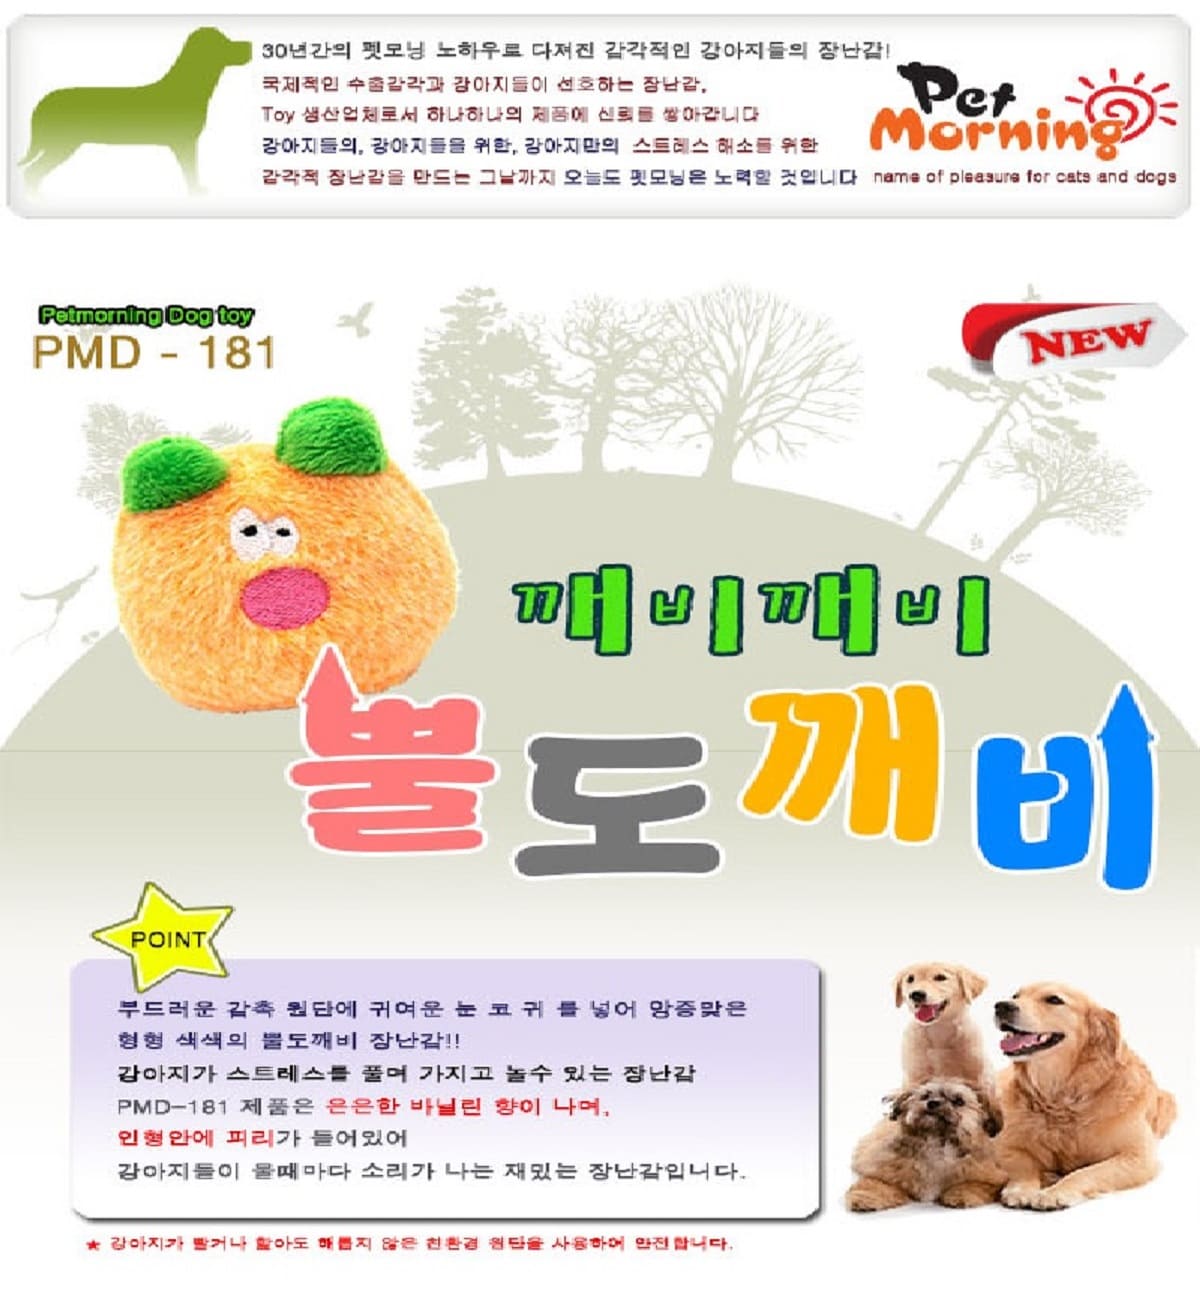 30년간의 펫모닝 노하우로 다져진 감각적인 강아지들의 장난감!
국제적인 수출감각과 강아지들이 선호하는 장난감,
Toy 생산업체로서 하나하나의 제품에 신뢰를 쌓아갑니다
강아지들의, 강아지들을 위한, 강아지만의 스트레스 해소를 위한
감각적 장난감을 만드는 그날까지 오늘도 펫모닝은 노력할 것입니다
Pet
Morning
name of pleasure for cats and dogs
Petmorning Dog toy
PMD - 181
NEW
깨비깨비
뿔도깨비
POINT
부드러운 감촉 원단에 귀여운 눈 코 귀 를 넣어 앙증맞은
형형 색색의 뿔도깨비 장난감!!
강아지가 스트레스를 풀며 가지고 놀수 있는 장난감
PMD-181 제품은 은은한 바닐린 향이 나며,
인형안에 피리가 들어있어
강아지들이 물때마다 소리가 나는 재밌는 장난감입니다.
★ 강아지가 빨거나 핥아도 해롭지 않은 친환경 원단을 사용하여 안전합니다.